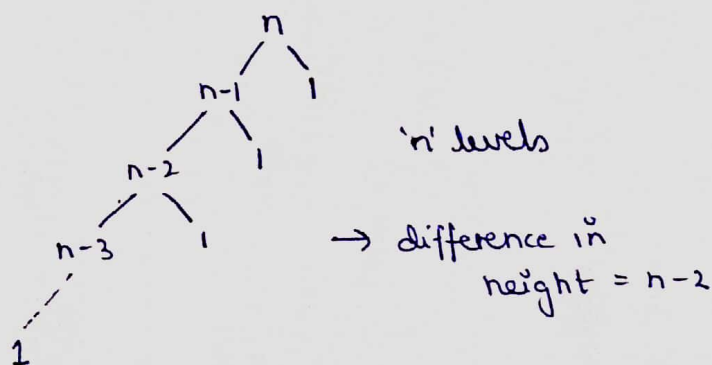 n
n-1 1
n-2 1
'n' levels
n-3 1
→ difference in
height = n-2
1